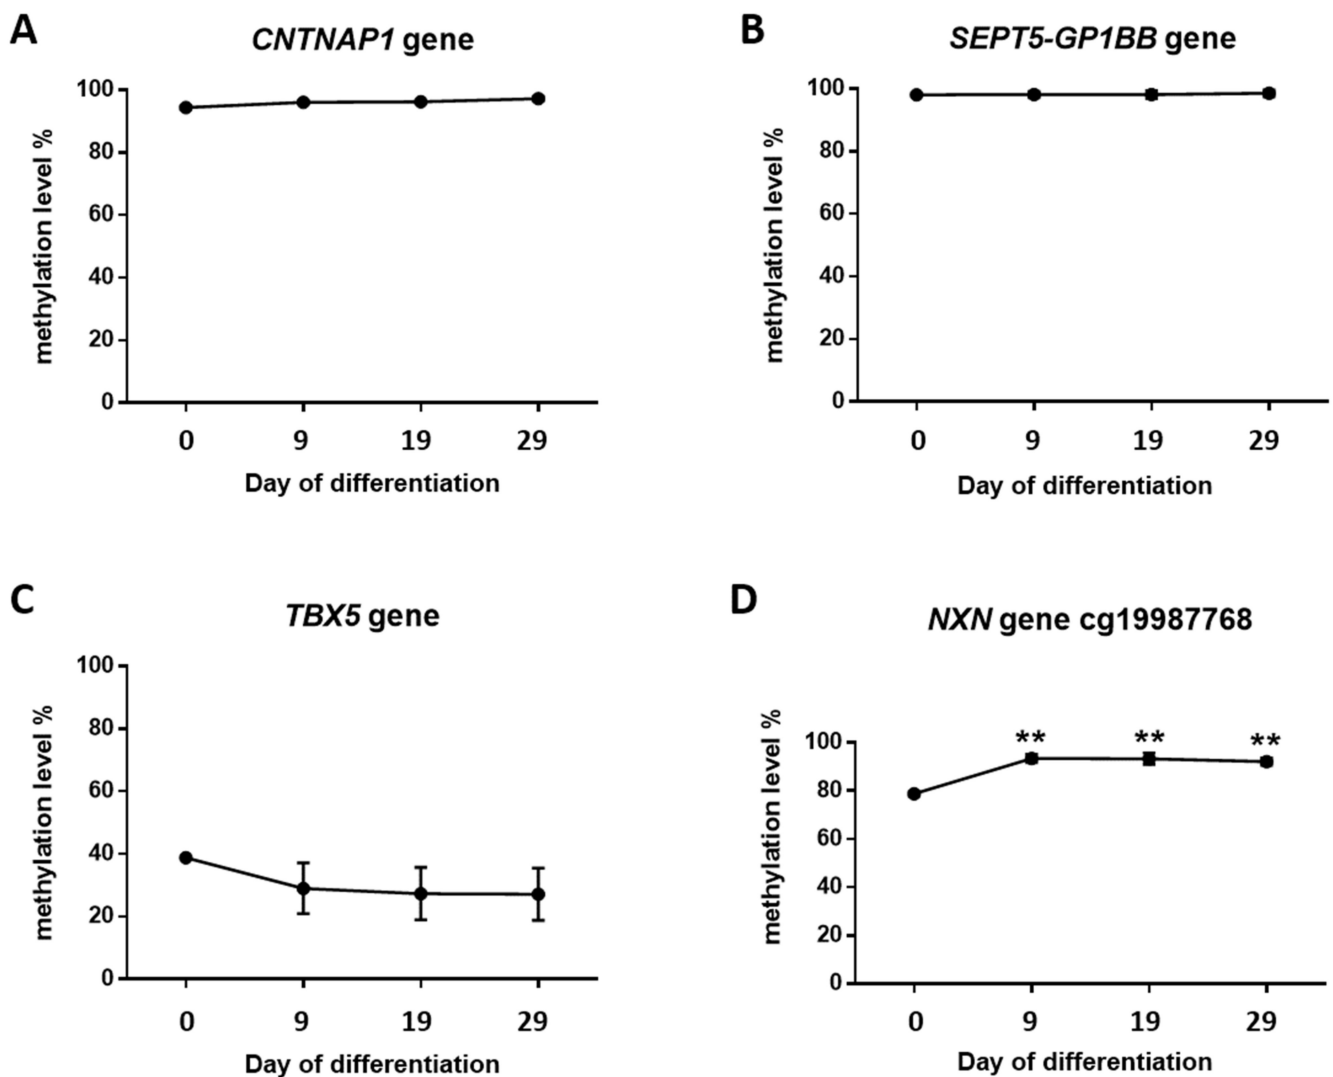 A
CNTNAP1 gene
methylation level %
100
80
60
40
20
0
0 9 19 29
Day of differentiation
B
SEPT5-GP1BB gene
methylation level %
100
80
60
40
20
0
0 9 19 29
Day of differentiation
C
TBX5 gene
methylation level %
100
80
60
40
20
0
0 9 19 29
Day of differentiation
D
NXN gene cg19987768
methylation level %
** ** **
100
80
60
40
20
0
0 9 19 29
Day of differentiation